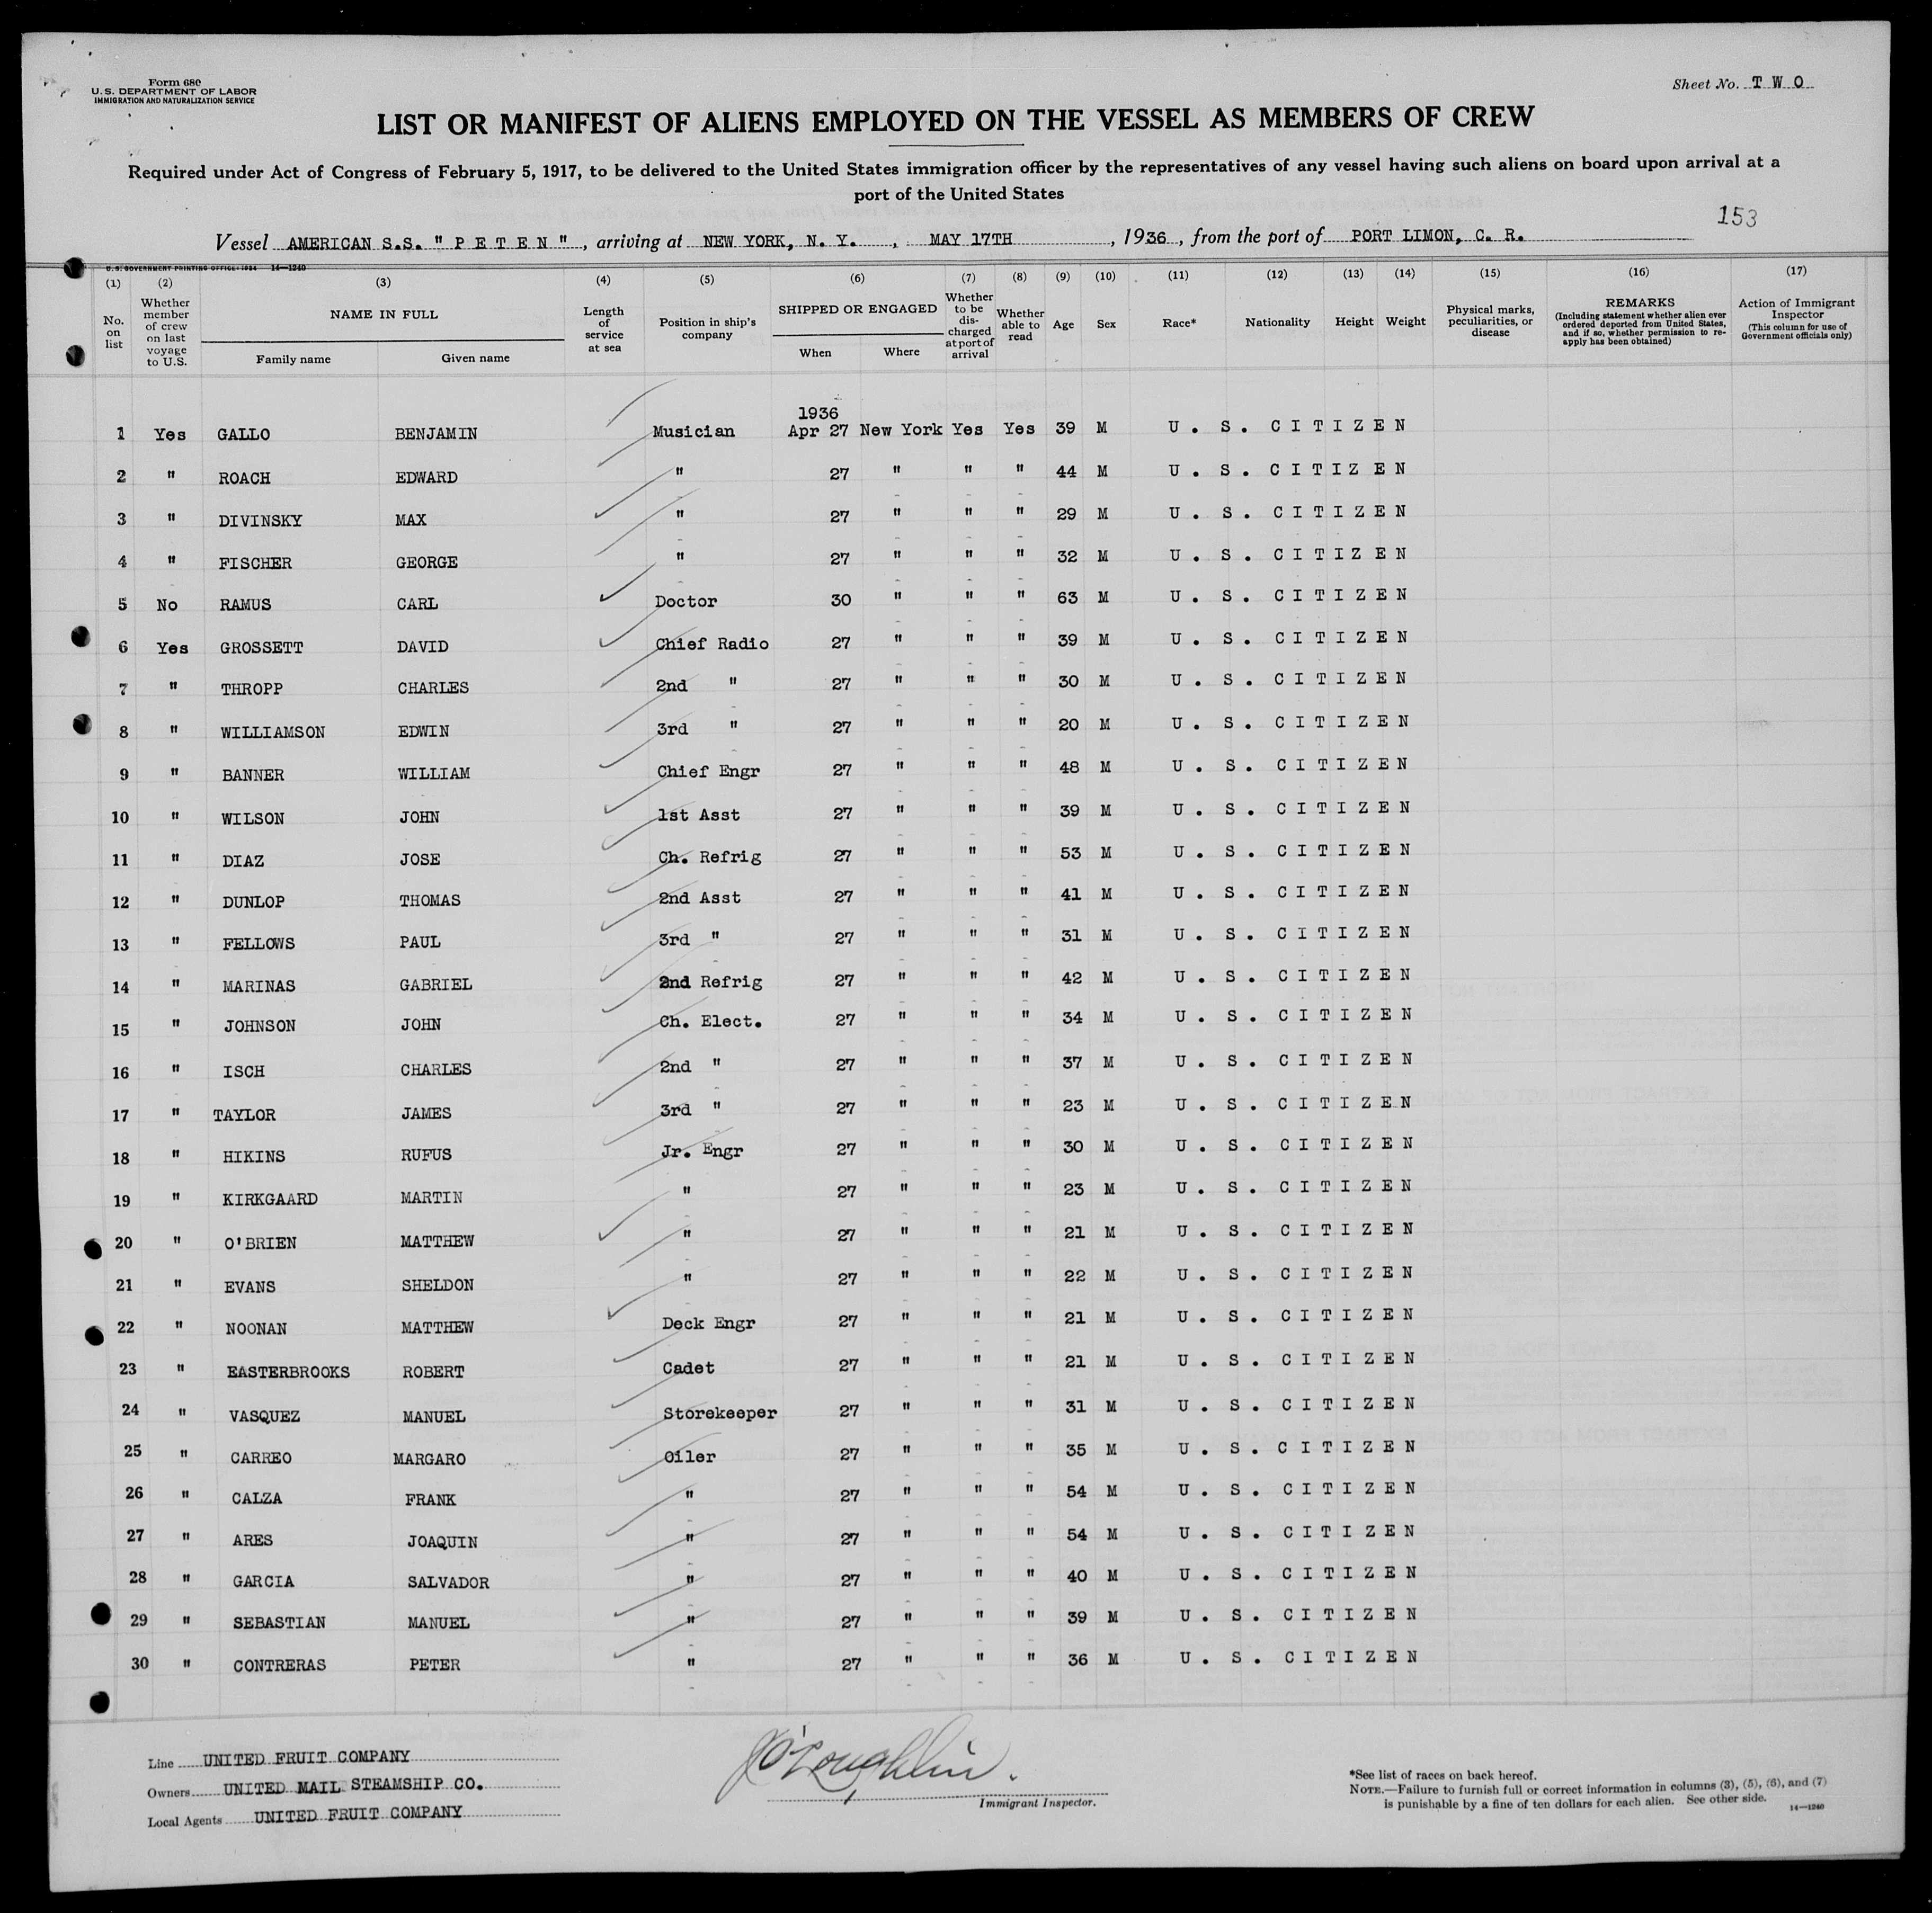 Form 680
U. S. DEPARTMENT OF LABOR
IMMIGRATION AND NATURALIZATION SERVICE
Sheet No. T W O
LIST OR MANIFEST OF ALIENS EMPLOYED ON THE VESSEL AS MEMBERS OF CREW
Required under Act of Congress of February 5, 1917, to be delivered to the United States immigration officer by the representatives of any vessel having such aliens on board upon arrival at a
port of the United States
153
Vessel AMERICAN S.S. " P E T E N " , arriving at NEW YORK, N. Y. , MAY 17TH , 1936 , from the port of PORT LIMON, C. R.
U. S. GOVERNMENT PRINTING OFFICE: 1934 14—1240
(1) (2) (3) (4) (5) (6) (7) (8) (9) (10) (11) (12) (13) (14) (15) (16) (17)
No. on list
Whether member of crew on last voyage to U.S.
NAME IN FULL
Family name Given name
Length of service at sea
Position in ship's company
SHIPPED OR ENGAGED
When Where
Whether to be discharged at port of arrival
Whether able to read
Age Sex Race* Nationality Height Weight
Physical marks, peculiarities, or disease
REMARKS
(Including statement whether alien ever ordered deported from United States, and if so, whether permission to reapply has been obtained)
Action of Immigrant Inspector
(This column for use of Government officials only)
1936
1 Yes GALLO BENJAMIN Musician Apr 27 New York Yes Yes 39 M U. S. CITIZEN
2 " ROACH EDWARD " 27 " " " 44 M U. S. CITIZEN
3 " DIVINSKY MAX " 27 " " " 29 M U. S. CITIZEN
4 " FISCHER GEORGE " 27 " " " 32 M U. S. CITIZEN
5 No RAMUS CARL Doctor 30 " " " 63 M U. S. CITIZEN
6 Yes GROSSETT DAVID Chief Radio 27 " " " 39 M U. S. CITIZEN
7 " THROPP CHARLES 2nd " 27 " " " 30 M U. S. CITIZEN
8 " WILLIAMSON EDWIN 3rd " 27 " " " 20 M U. S. CITIZEN
9 " BANNER WILLIAM Chief Engr 27 " " " 48 M U. S. CITIZEN
10 " WILSON JOHN 1st Asst 27 " " " 39 M U. S. CITIZEN
11 " DIAZ JOSE Ch. Refrig 27 " " " 53 M U. S. CITIZEN
12 " DUNLOP THOMAS 2nd Asst 27 " " " 41 M U. S. CITIZEN
13 " FELLOWS PAUL 3rd " 27 " " " 31 M U. S. CITIZEN
14 " MARINAS GABRIEL 2nd Refrig 27 " " " 42 M U. S. CITIZEN
15 " JOHNSON JOHN Ch. Elect. 27 " " " 34 M U. S. CITIZEN
16 " ISCH CHARLES 2nd " 27 " " " 37 M U. S. CITIZEN
17 " TAYLOR JAMES 3rd " 27 " " " 23 M U. S. CITIZEN
18 " HIKINS RUFUS Jr. Engr 27 " " " 30 M U. S. CITIZEN
19 " KIRKGAARD MARTIN " 27 " " " 23 M U. S. CITIZEN
20 " O'BRIEN MATTHEW " 27 " " " 21 M U. S. CITIZEN
21 " EVANS SHELDON " 27 " " " 22 M U. S. CITIZEN
22 " NOONAN MATTHEW Deck Engr 27 " " " 21 M U. S. CITIZEN
23 " EASTERBROOKS ROBERT Cadet 27 " " " 21 M U. S. CITIZEN
24 " VASQUEZ MANUEL Storekeeper 27 " " " 31 M U. S. CITIZEN
25 " CARREO MARGARO Oiler 27 " " " 35 M U. S. CITIZEN
26 " CALZA FRANK " 27 " " " 54 M U. S. CITIZEN
27 " ARES JOAQUIN " 27 " " " 54 M U. S. CITIZEN
28 " GARCIA SALVADOR " 27 " " " 40 M U. S. CITIZEN
29 " SEBASTIAN MANUEL " 27 " " " 39 M U. S. CITIZEN
30 " CONTRERAS PETER " 27 " " " 36 M U. S. CITIZEN
Line UNITED FRUIT COMPANY
Owners UNITED MAIL STEAMSHIP CO.
Local Agents UNITED FRUIT COMPANY
J O'Loughlin.
Immigrant Inspector.
*See list of races on back hereof.
NOTE.—Failure to furnish full or correct information in columns (3), (5), (6), and (7)
is punishable by a fine of ten dollars for each alien. See other side.
14—1240